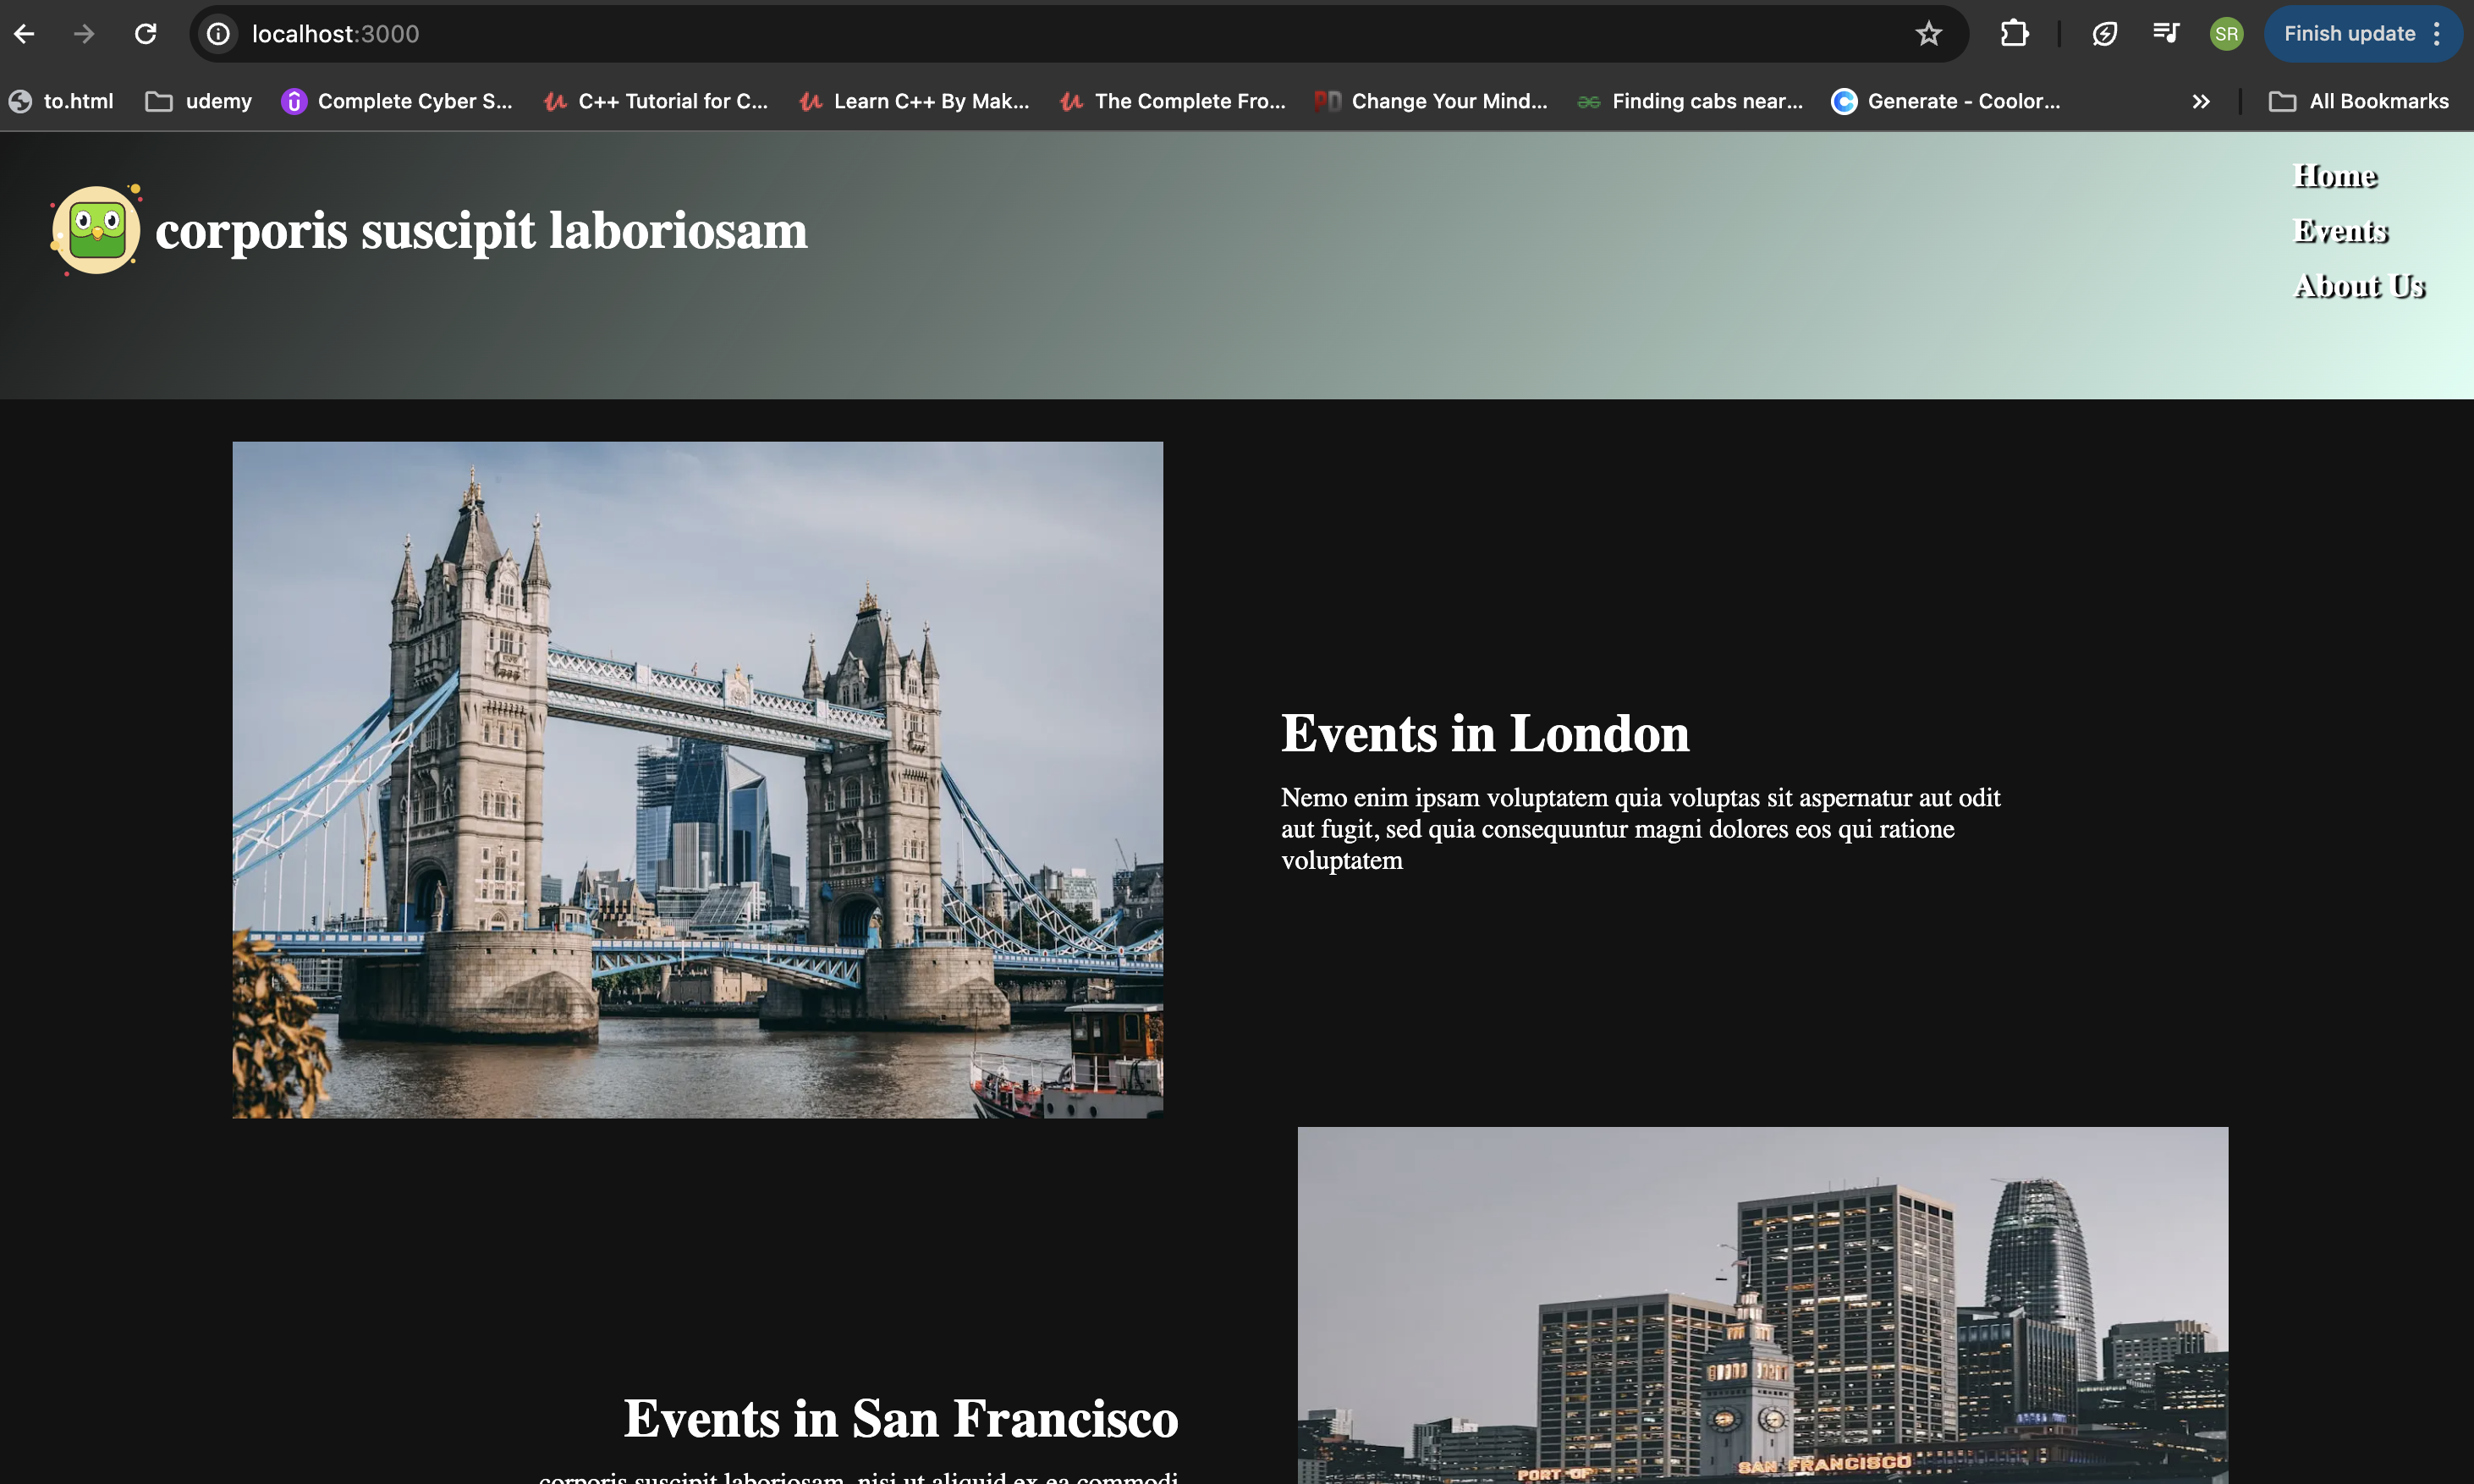 localhost:3000
SR
Finish update
to.html
udemy
Complete Cyber S...
C++ Tutorial for C...
Learn C++ By Mak...
The Complete Fro...
Change Your Mind...
Finding cabs near...
Generate - Coolor...
All Bookmarks
corporis suscipit laboriosam
Home
Events
About Us
Events in London
Nemo enim ipsam voluptatem quia voluptas sit aspernatur aut odit
aut fugit, sed quia consequuntur magni dolores eos qui ratione
voluptatem
Events in San Francisco
corporis suscipit laboriosam, nisi ut aliquid ex ea commodi
PORT OF SAN FRANCISCO